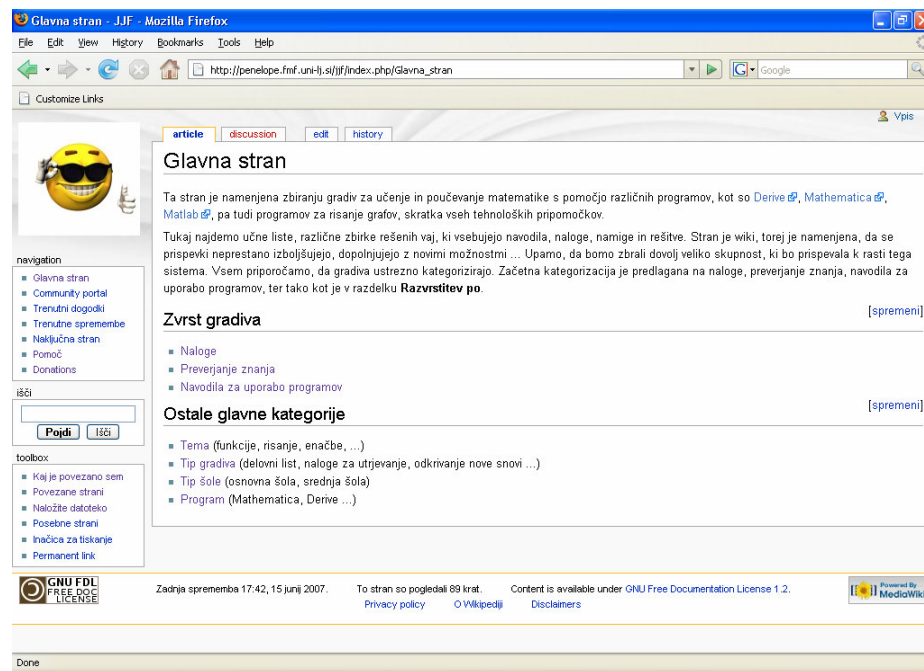 Glavna stran - JJF - Mozilla Firefox
File Edit View History Bookmarks Tools Help
http://penelope.fmf.uni-lj.si/jjf/index.php/Glavna_stran
G Google
Customize Links
Vpis
article discussion edit history
Glavna stran
Ta stran je namenjena zbiranju gradiv za učenje in poučevanje matematike s pomočjo različnih programov, kot so Derive, Mathematica,
Matlab, pa tudi programov za risanje grafov, skratka vseh tehnoloških pripomočkov.
Tukaj najdemo učne liste, različne zbirke rešenih vaj, ki vsebujejo navodila, naloge, namige in rešitve. Stran je wiki, torej je namenjena, da se
prispevki neprestano izboljšujejo, dopolnjujejo z novimi možnostmi ... Upamo, da bomo zbrali dovolj veliko skupnost, ki bo prispevala k rasti tega
sistema. Vsem priporočamo, da gradiva ustrezno kategorizirajo. Začetna kategorizacija je predlagana na naloge, preverjanje znanja, navodila za
uporabo programov, ter tako kot je v razdelku Razvrstitev po.
Zvrst gradiva
[spremeni]
Naloge
Preverjanje znanja
Navodila za uporabo programov
Ostale glavne kategorije
[spremeni]
Tema (funkcije, risanje, enačbe, ...)
Tip gradiva (delovni list, naloge za utrjevanje, odkrivanje nove snovi ...)
Tip šole (osnovna šola, srednja šola)
Program (Mathematica, Derive ...)
navigation
Glavna stran
Community portal
Trenutni dogodki
Trenutne spremembe
Naključna stran
Pomoč
Donations
išči
Pojdi Išči
toolbox
Kaj je povezano sem
Povezane strani
Naložite datoteko
Posebne strani
Inačica za tiskanje
Permanent link
GNU FDL
FREE DOC
LICENSE
Zadnja sprememba 17:42, 15 junij 2007. To stran so pogledali 89 krat. Content is available under GNU Free Documentation License 1.2.
Privacy policy O Wikipediji Disclaimers
Powered By
MediaWiki
Done